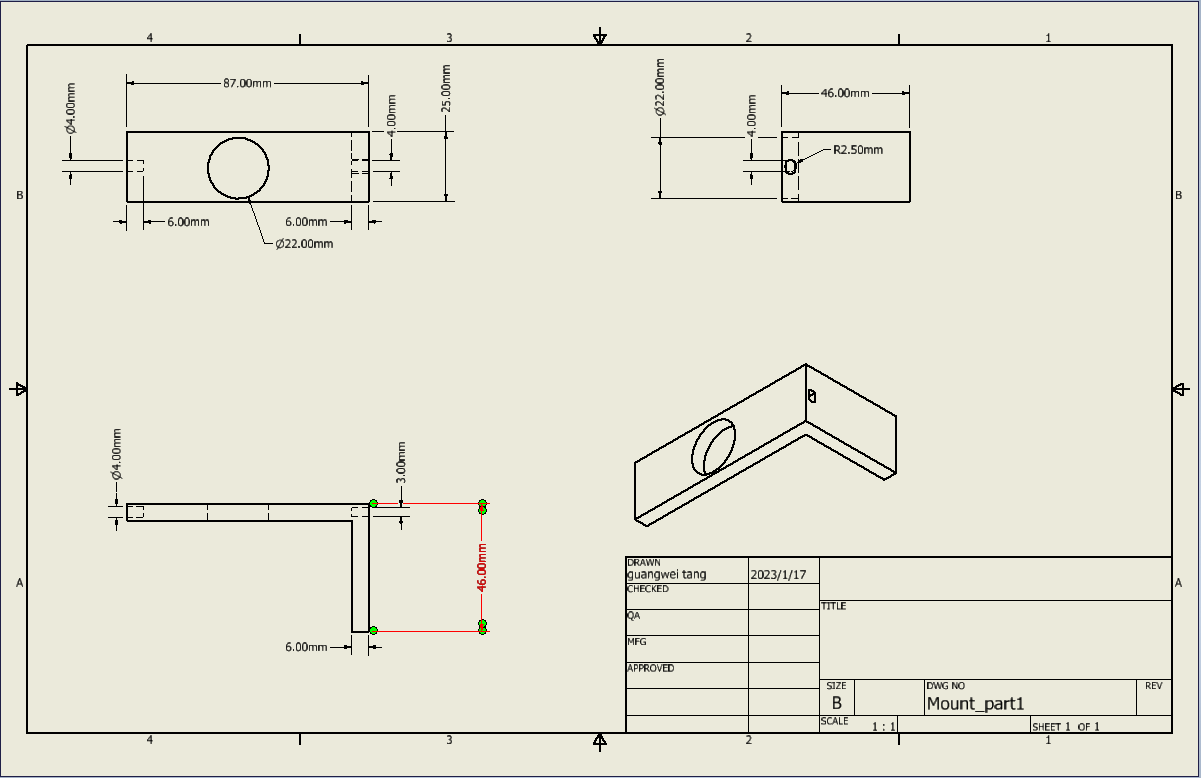 4 3 2 1
87.00mm
Ø4.00mm
4.00mm
25.00mm
6.00mm
6.00mm
Ø22.00mm
Ø22.00mm
4.00mm
46.00mm
R2.50mm
B B
Ø4.00mm
3.00mm
46.00mm
6.00mm
A A
DRAWN
guangwei tang 2023/1/17
CHECKED
QA
MFG
APPROVED
TITLE
SIZE
B
DWG NO
Mount_part1
REV
SCALE
1 : 1
SHEET 1 OF 1
4 3 2 1